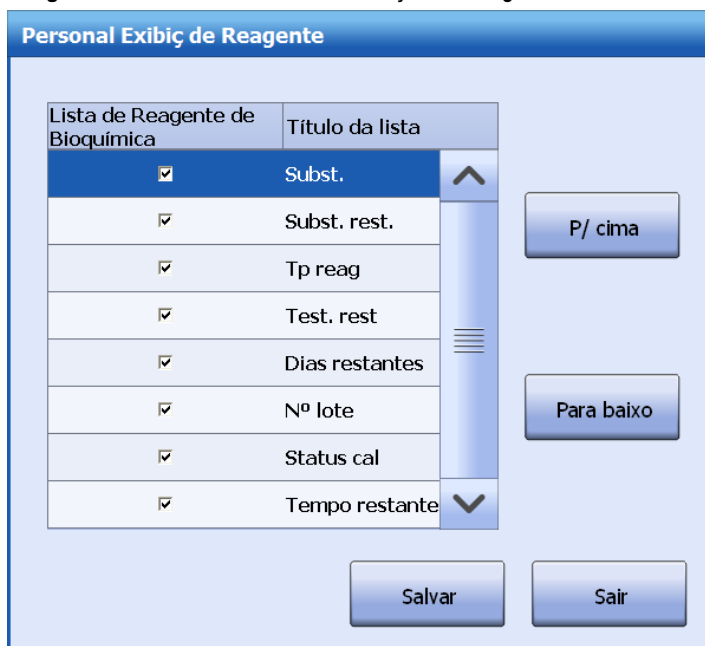 Personal Exibiç de Reagente
Lista de Reagente de
Bioquímica
Título da lista
Subst.
Subst. rest.
Tp reag
Test. rest
Dias restantes
Nº lote
Status cal
Tempo restante
P/ cima
Para baixo
Salvar
Sair